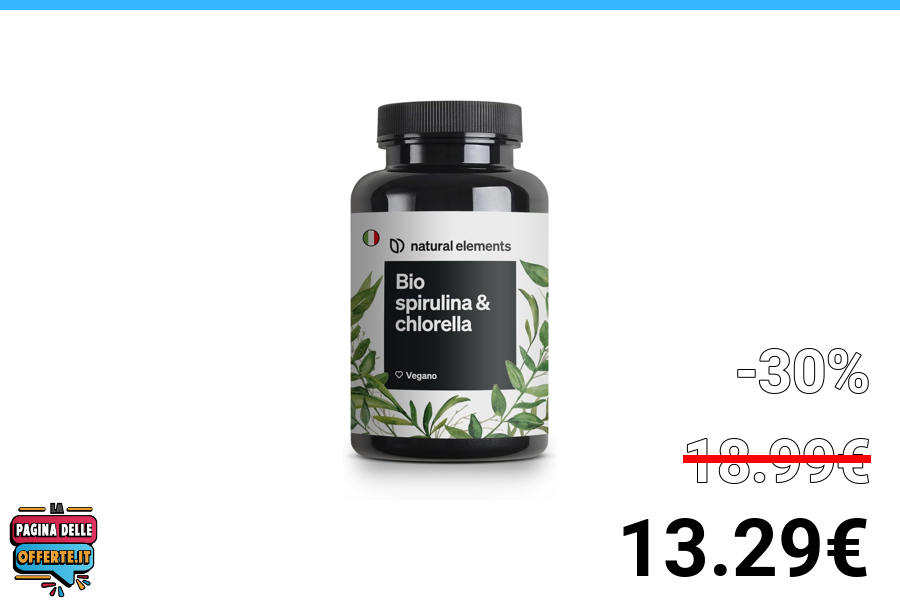 natural elements
Bio
spirulina &
chlorella
Vegano
-30%
18.99€
13.29€
LA
PAGINA DELLE
OFFERTE.IT